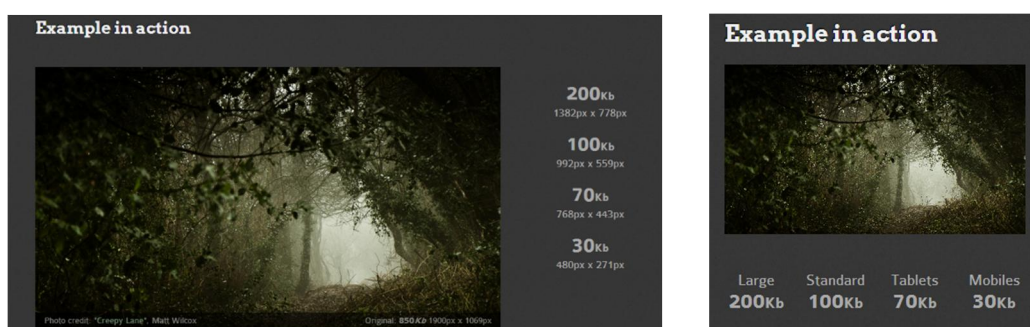 Example in action
200Kb
1382px x 778px
100Kb
992px x 559px
70Kb
768px x 443px
30Kb
480px x 271px
Photo credit: "Creepy Lane", Matt Wilcox
Original: 850Kb 1900px x 1069px
Example in action
Large Standard Tablets Mobiles
200Kb 100Kb 70Kb 30Kb